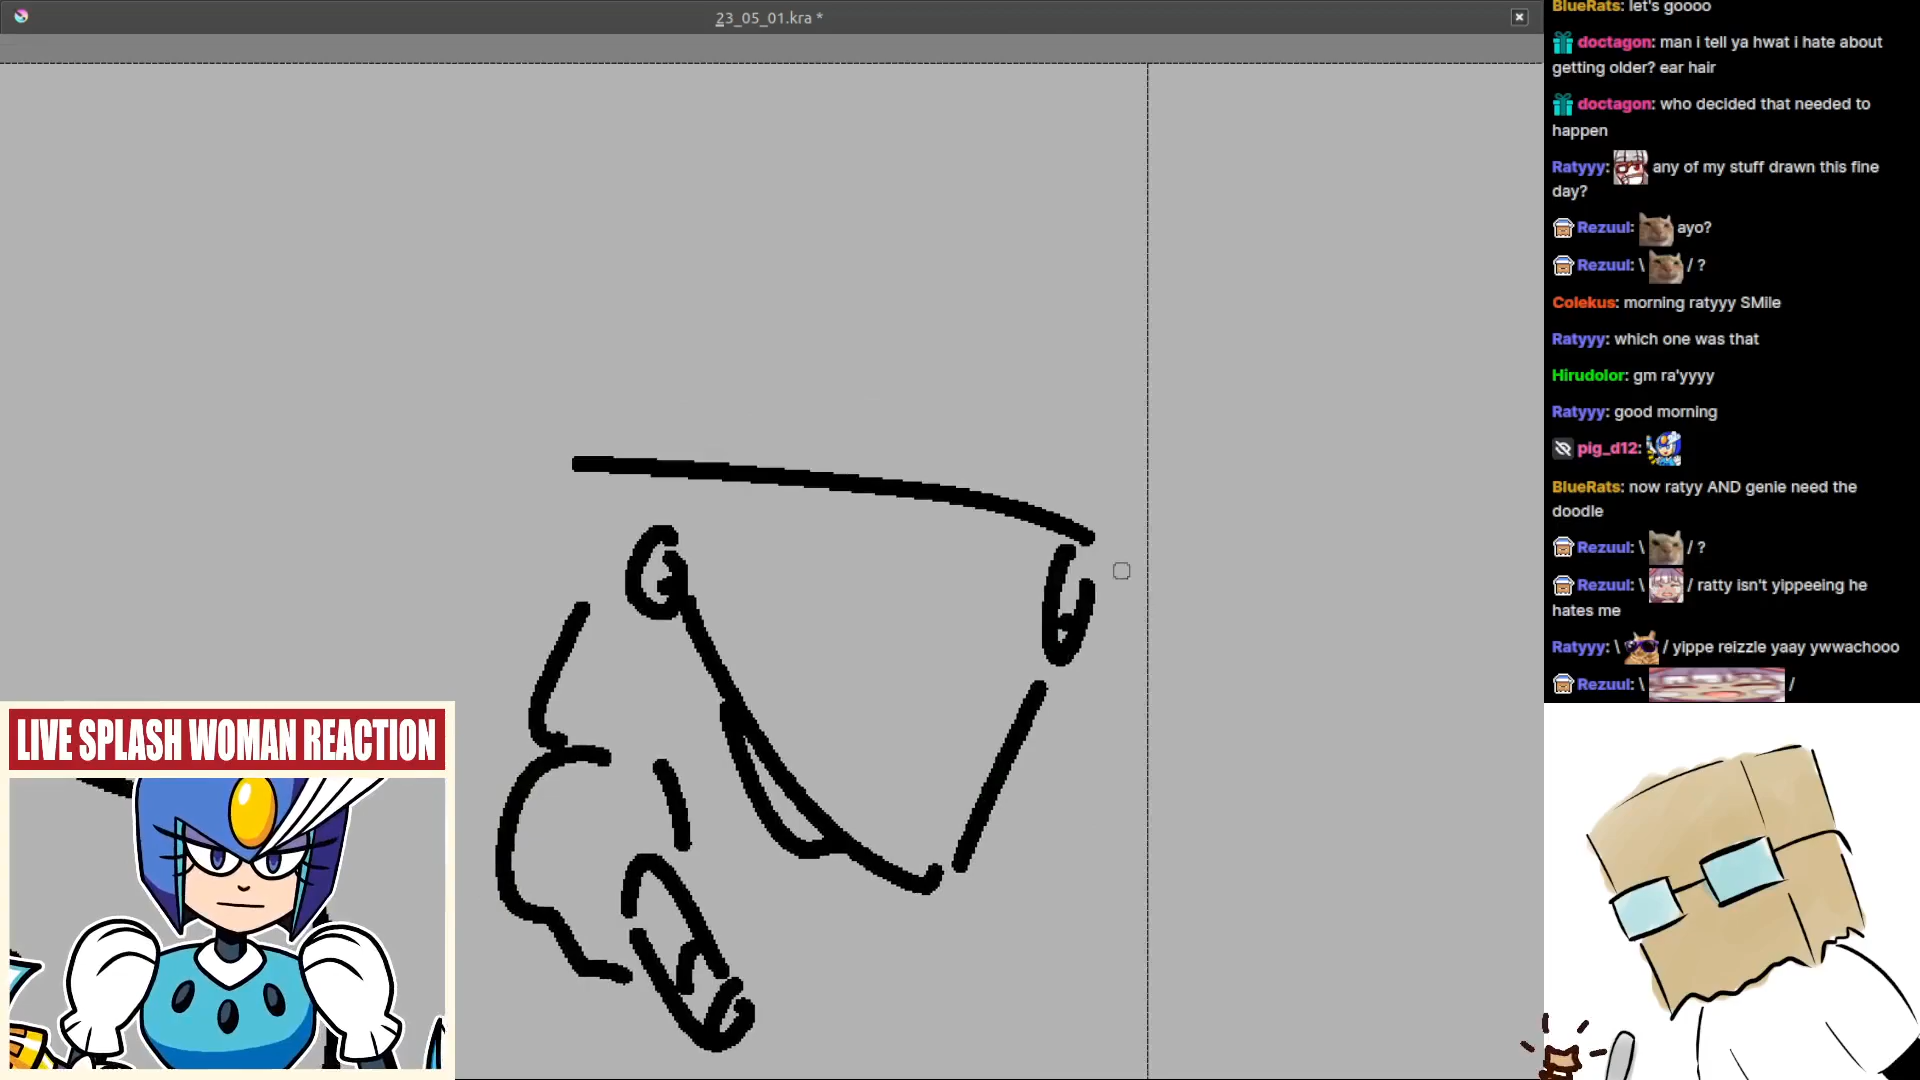 23_05_01.kra *
BlueRats: let's goooo
doctagon: man i tell ya hwat i hate about
getting older? ear hair
doctagon: who decided that needed to
happen
Ratyyy: any of my stuff drawn this fine
day?
Rezuul: ayo?
Rezuul: \ / ?
Colekus: morning ratyyy SMile
Ratyyy: which one was that
Hirudolor: gm ra'yyyy
Ratyyy: good morning
pig_d12:
BlueRats: now ratyy AND genie need the
doodle
Rezuul: \ / ?
Rezuul: \ / ratty isn't yippeeing he
hates me
Ratyyy: \ / yippe reizzle yaay ywwachooo
Rezuul: \ /
LIVE SPLASH WOMAN REACTION